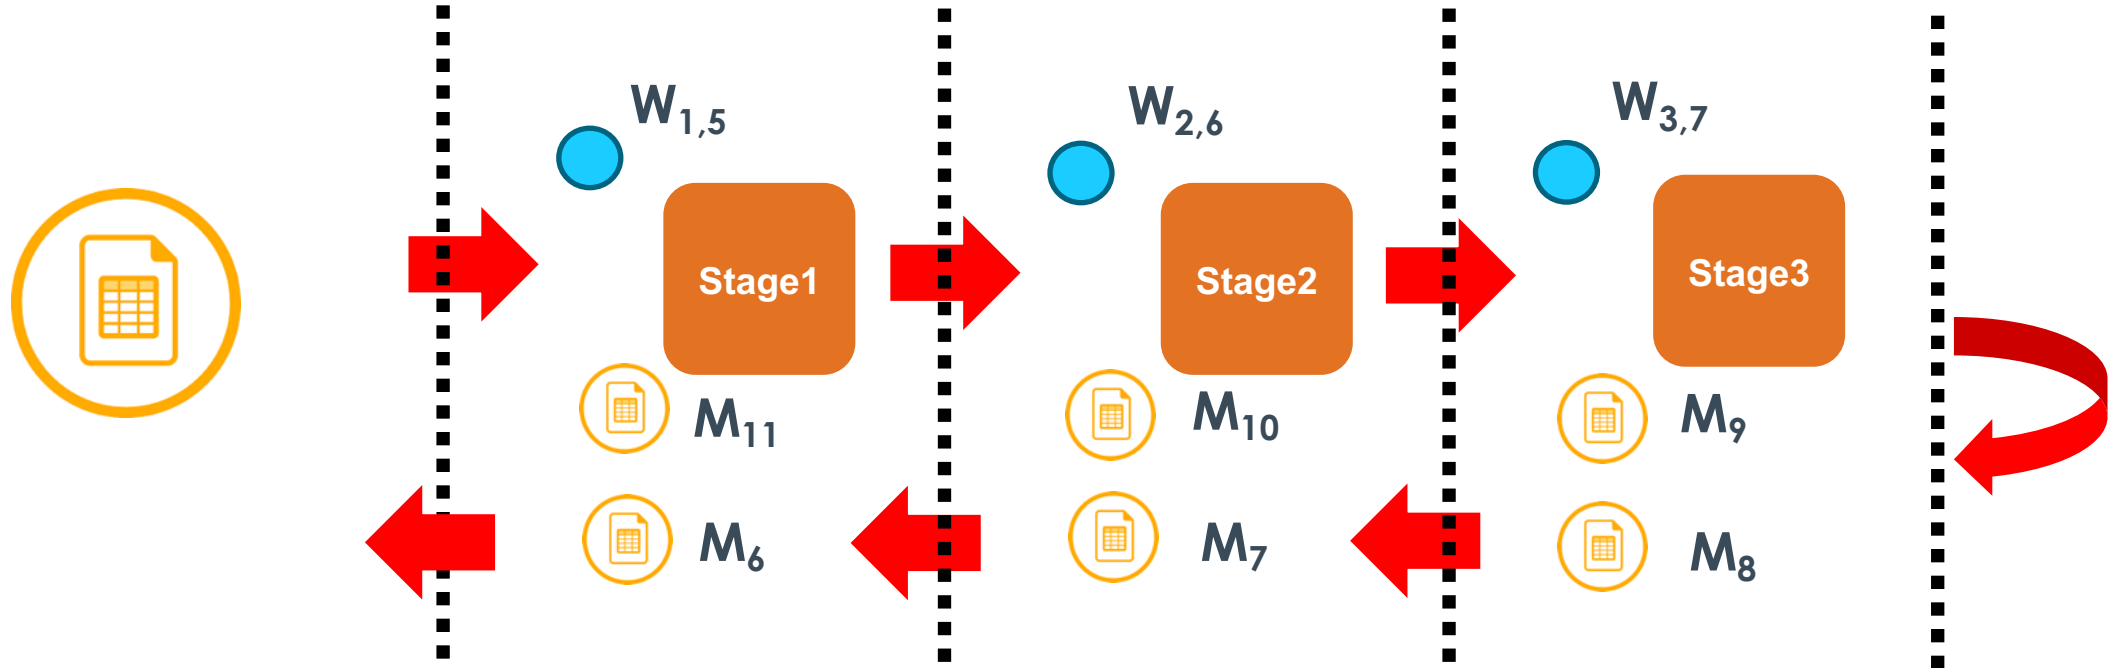 W1,5
W2,6
W3,7
Stage1
Stage2
Stage3
M11
M10
M9
M6
M7
M8